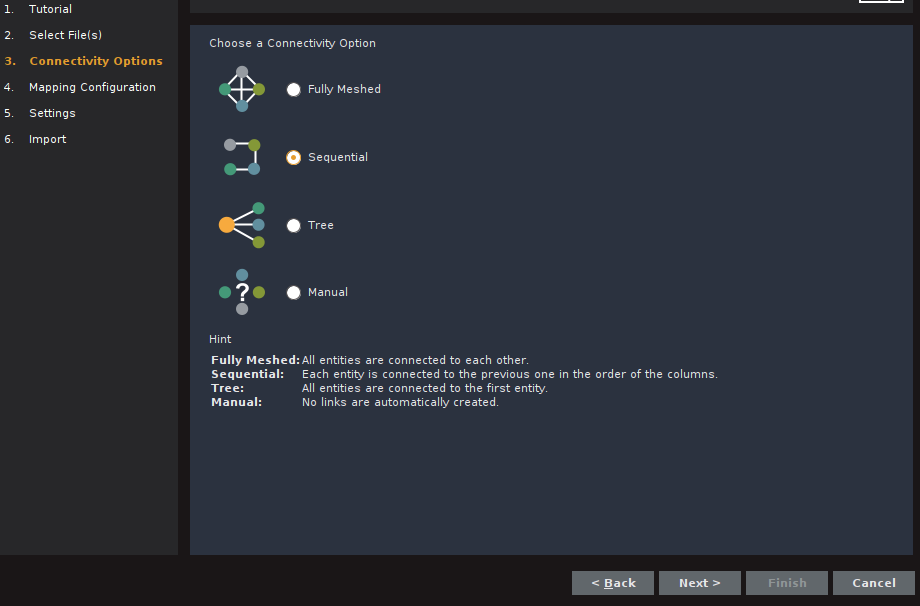 1. Tutorial
2. Select File(s)
3. Connectivity Options
4. Mapping Configuration
5. Settings
6. Import
Choose a Connectivity Option
Fully Meshed
Sequential
Tree
?
Manual
Hint
Fully Meshed: All entities are connected to each other.
Sequential: Each entity is connected to the previous one in the order of the columns.
Tree: All entities are connected to the first entity.
Manual: No links are automatically created.
< Back Next > Finish Cancel